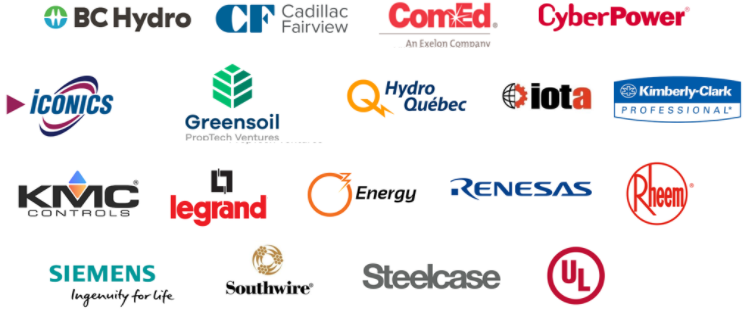 BC Hydro
CF Cadillac
Fairview
ComEd®
An Exelon Company
CyberPower®
ICONICS
Greensoil
PropTech Ventures
Hydro
Québec
iota
Kimberly-Clark
PROFESSIONAL*
KMC®
CONTROLS
legrand
Energy
RENESAS
Rheem®
SIEMENS
Ingenuity for life
Southwire®
Steelcase
UL